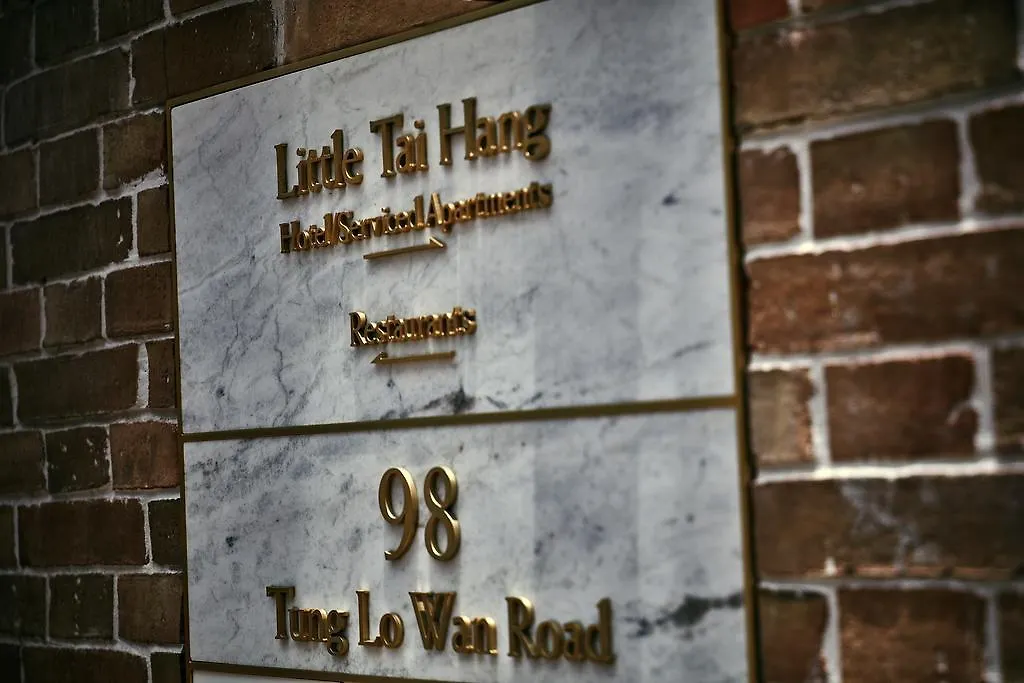 Little Tai Hang
Hotel/Serviced Apartments
Restaurants
98
Tung Lo Wan Road